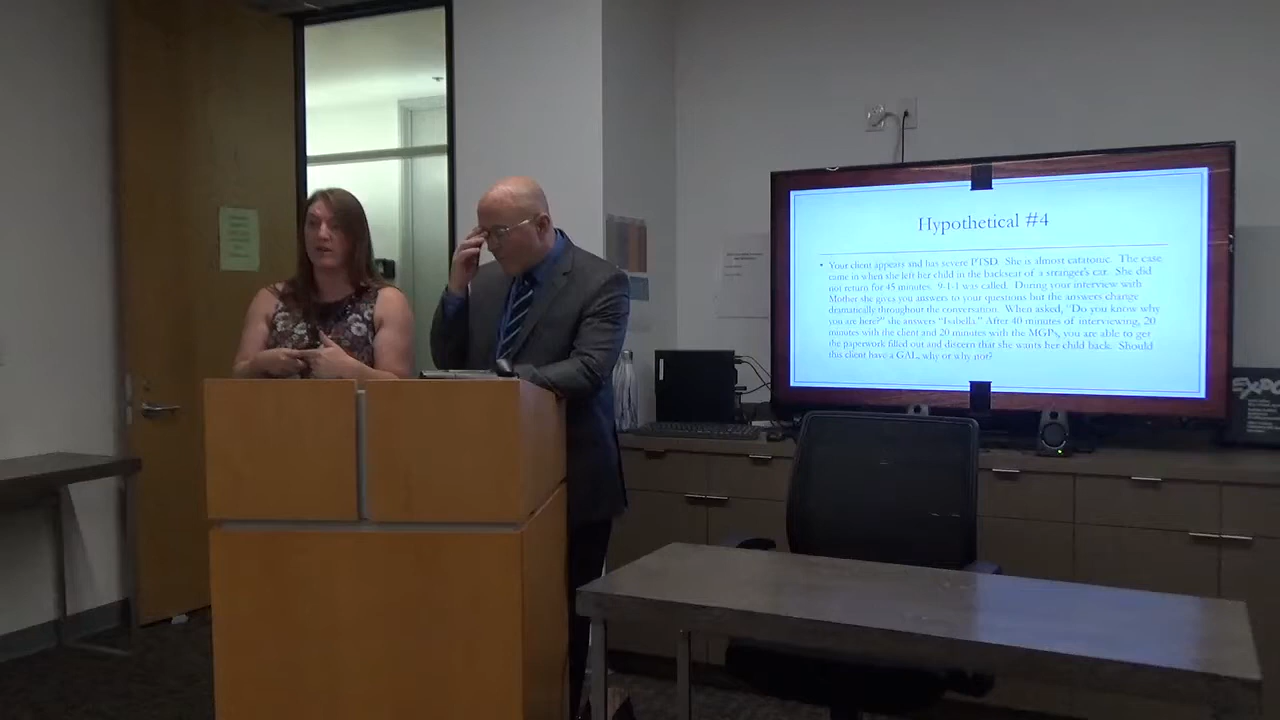 Hypothetical #4
• Your client appears and has severe PTSD. She is almost catatonic. The case
came in when she left her child in the backseat of a stranger's car. She did
not return for 45 minutes. 9-1-1 was called. During your interview with
Mother she gives you answers to your questions but the answers change
dramatically throughout the conversation. When asked, "Do you know why
you are here?" she answers "Isabella." After 40 minutes of interviewing, 20
minutes with the client and 20 minutes with the MGPs, you are able to get
the paperwork filled out and discern that she wants her child back. Should
this client have a GAL, why or why not?
EXPO